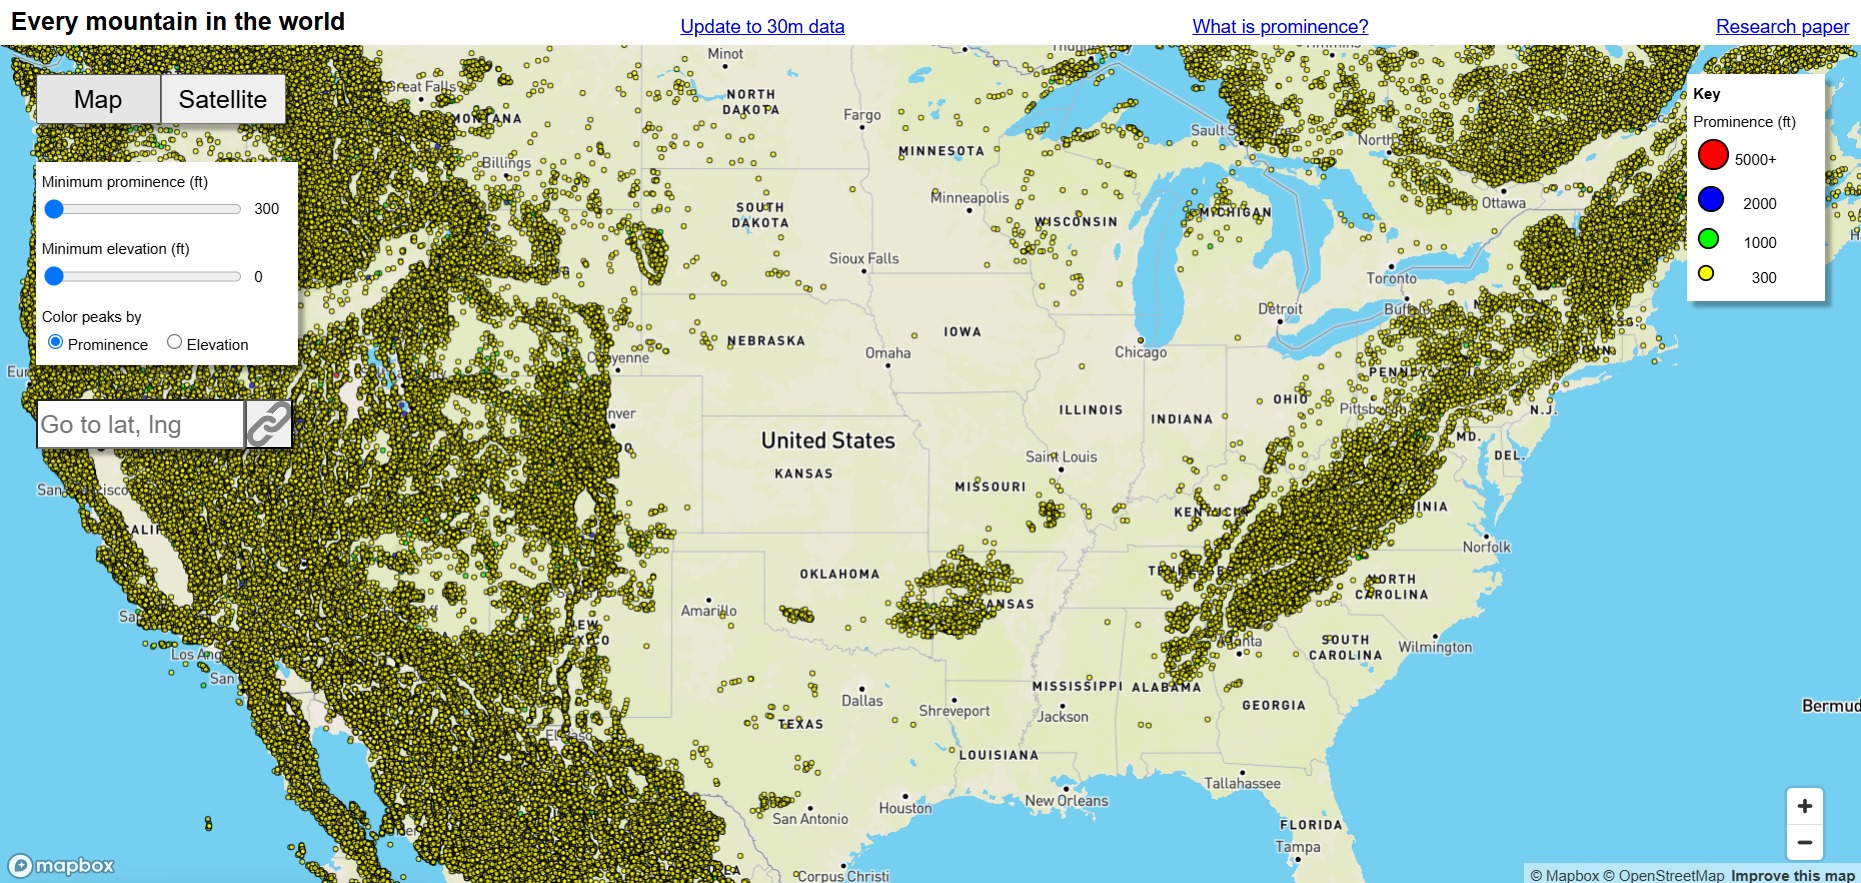 Every mountain in the world
Update to 30m data
What is prominence?
Research paper
Map
Satellite
Minimum prominence (ft)
300
Minimum elevation (ft)
0
Color peaks by
Prominence
Elevation
Go to lat, lng
Key
Prominence (ft)
5000+
2000
1000
300
Minot
Great Falls
MONTANA
Billings
NORTH
DAKOTA
Fargo
MINNESOTA
Minneapolis
SOUTH
DAKOTA
Sioux Falls
WISCONSIN
MICHIGAN
Ottawa
Toronto
Detroit
Chicago
IOWA
NEBRASKA
Omaha
Cheyenne
United States
KANSAS
ILLINOIS
INDIANA
OHIO
N.J.
MD.
DEL.
Saint Louis
MISSOURI
Norfolk
OKLAHOMA
NORTH
CAROLINA
Amarillo
SOUTH
CAROLINA
Wilmington
MISSISSIPPI
ALABAMA
GEORGIA
Dallas
Shreveport
Jackson
TEXAS
LOUISIANA
Tallahassee
New Orleans
Houston
San Antonio
FLORIDA
Tampa
Corpus Christi
Bermud
mapbox
+
−
© Mapbox © OpenStreetMap Improve this map